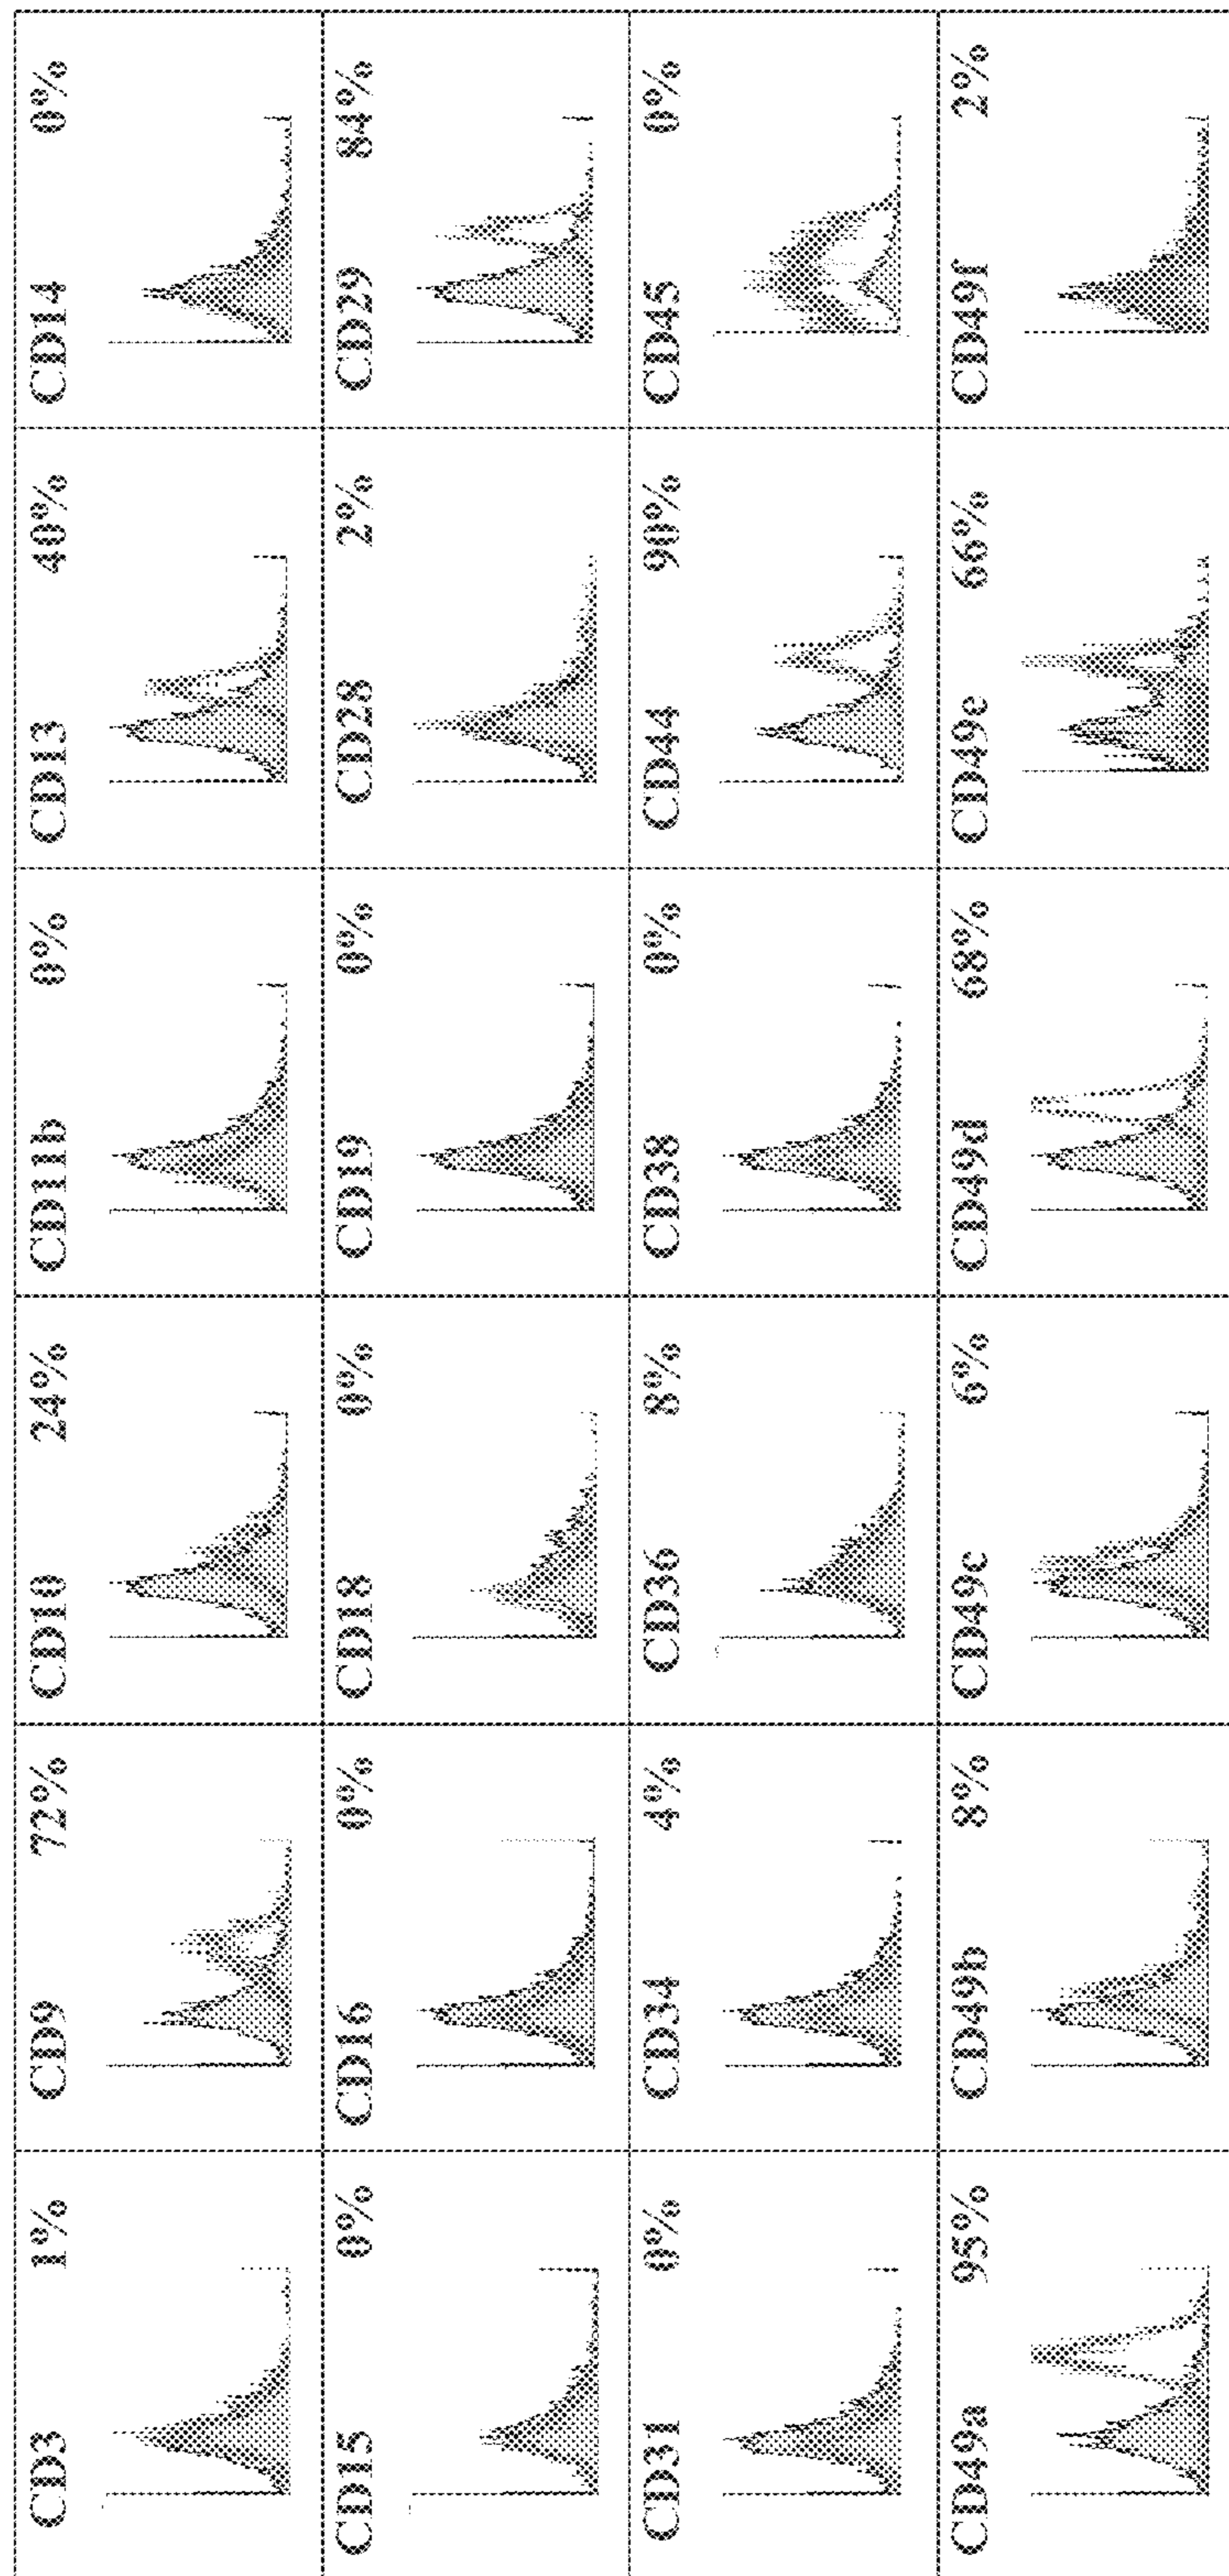 CD3 1%
CD9 72%
CD10 24%
CD11b 0%
CD13 40%
CD14 0%
CD15 0%
CD16 0%
CD18 0%
CD19 0%
CD28 2%
CD29 84%
CD31 0%
CD34 4%
CD36 8%
CD38 0%
CD44 90%
CD45 0%
CD49a 95%
CD49b 8%
CD49c 6%
CD49d 68%
CD49e 66%
CD49f 2%